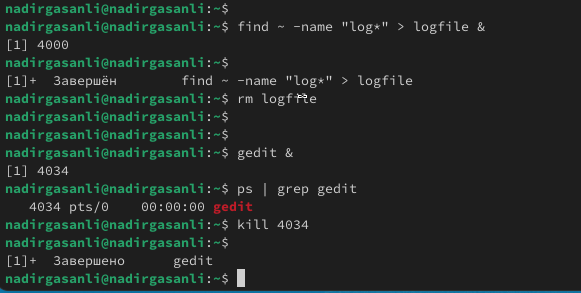 nadirgasanli@nadirgasanli:~$
nadirgasanli@nadirgasanli:~$ find ~ -name "log*" > logfile &
[1] 4000
nadirgasanli@nadirgasanli:~$
[1]+  Завершён        find ~ -name "log*" > logfile
nadirgasanli@nadirgasanli:~$ rm logfile
nadirgasanli@nadirgasanli:~$
nadirgasanli@nadirgasanli:~$
nadirgasanli@nadirgasanli:~$ gedit &
[1] 4034
nadirgasanli@nadirgasanli:~$ ps | grep gedit
   4034 pts/0    00:00:00 gedit
nadirgasanli@nadirgasanli:~$ kill 4034
nadirgasanli@nadirgasanli:~$
[1]+  Завершено      gedit
nadirgasanli@nadirgasanli:~$